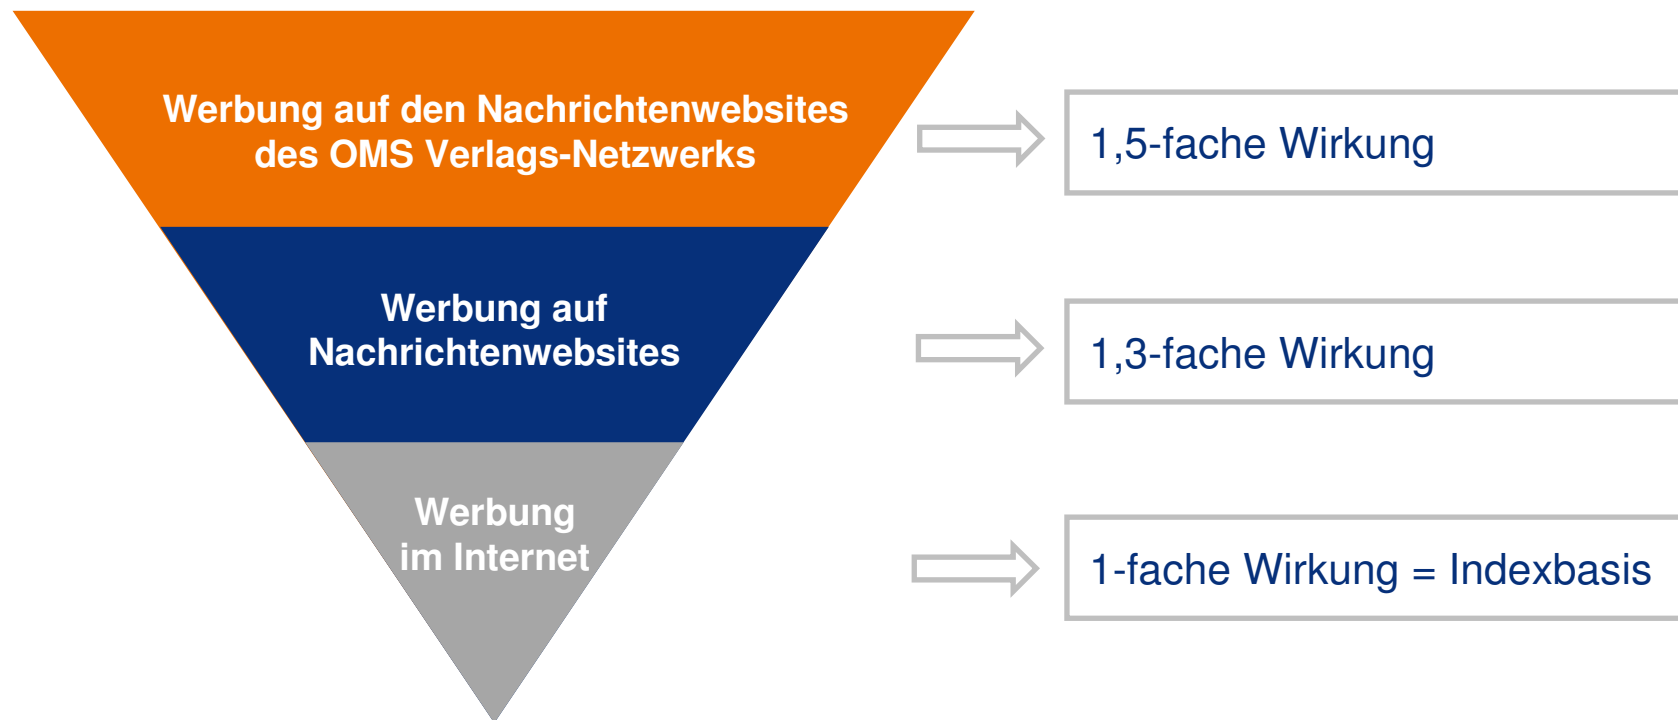 Werbung auf den Nachrichtenwebsites
des OMS Verlags-Netzwerks
1,5-fache Wirkung
Werbung auf
Nachrichtenwebsites
1,3-fache Wirkung
Werbung
im Internet
1-fache Wirkung = Indexbasis